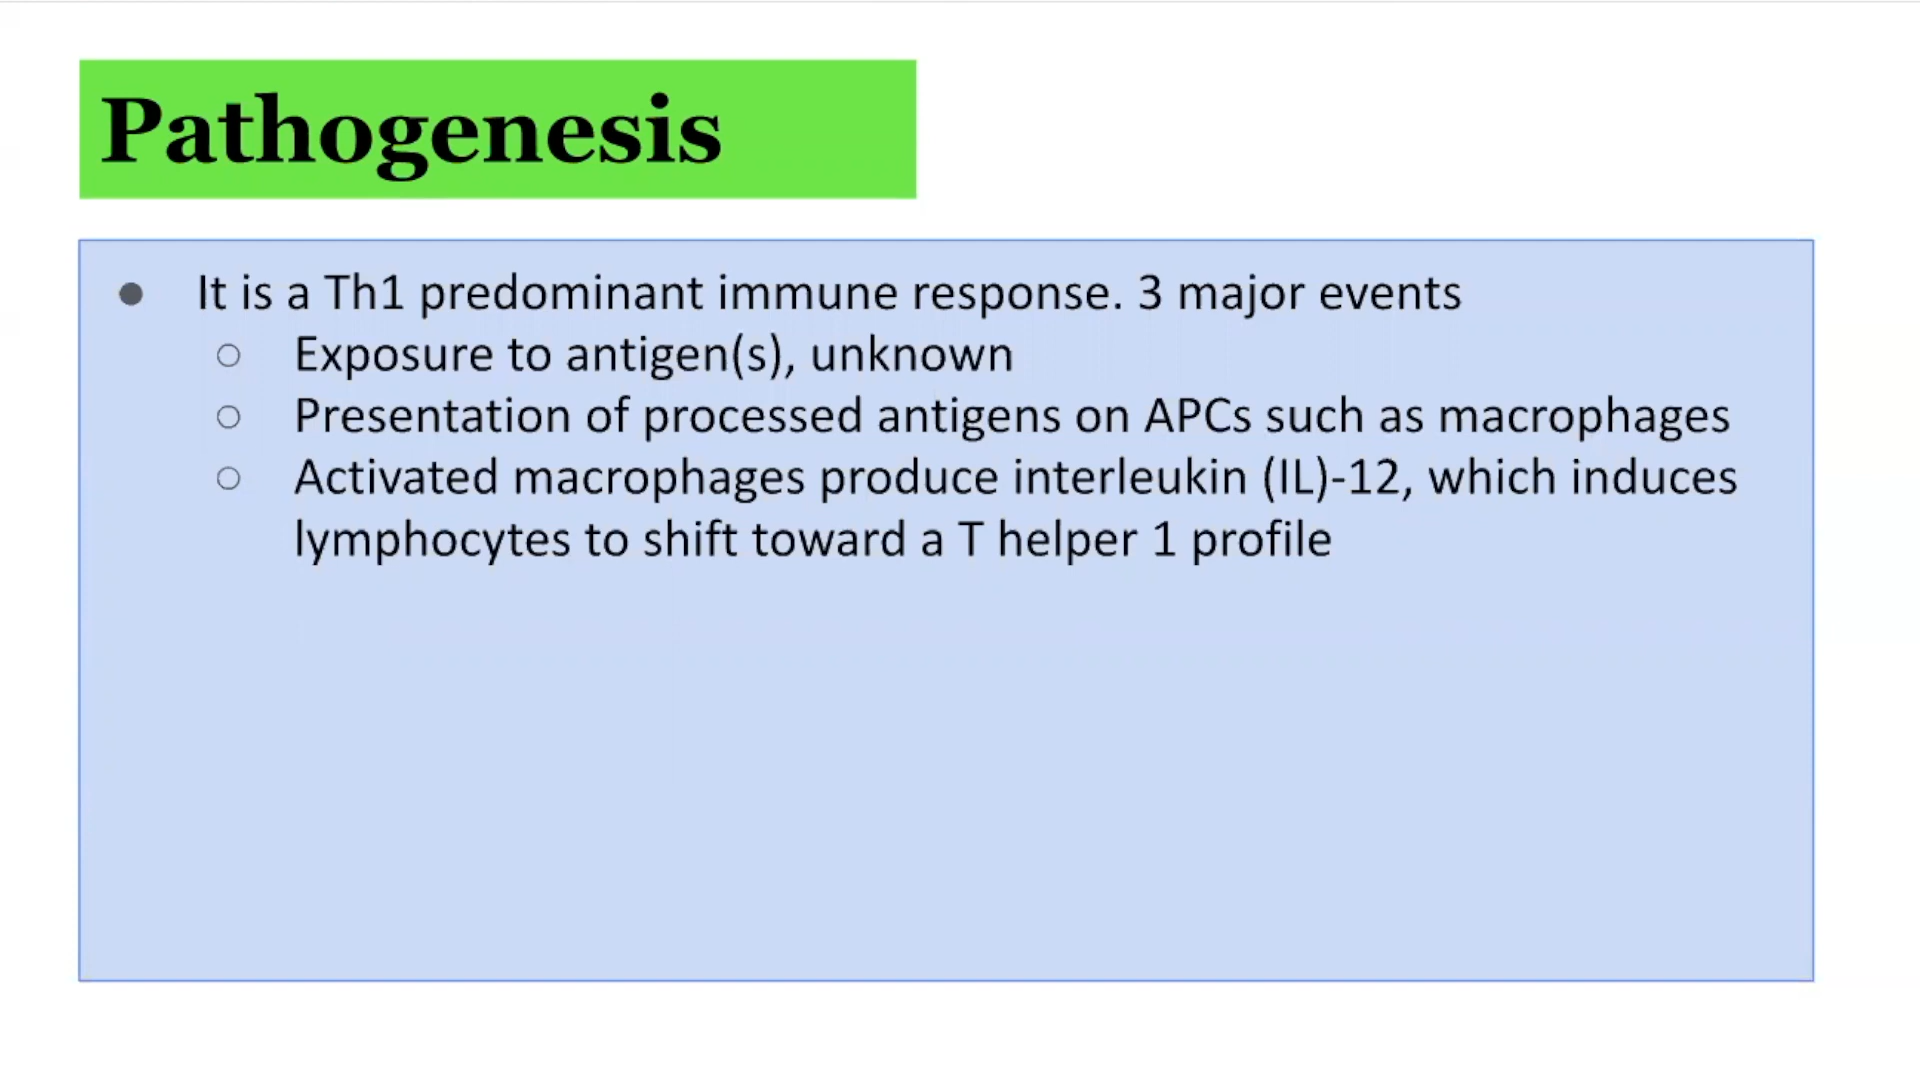 Pathogenesis
● It is a Th1 predominant immune response. 3 major events
○ Exposure to antigen(s), unknown
○ Presentation of processed antigens on APCs such as macrophages
○ Activated macrophages produce interleukin (IL)-12, which induces
lymphocytes to shift toward a T helper 1 profile